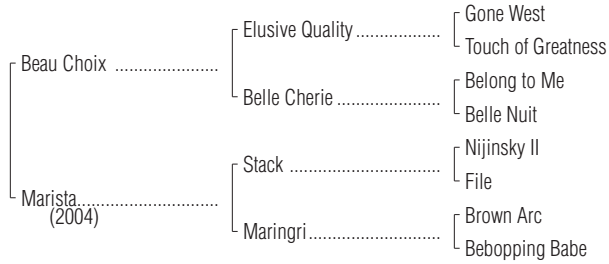 Gone West
Elusive Quality ..................
Touch of Greatness
Beau Choix ......................
Belong to Me
Belle Cherie ......................
Belle Nuit
Nijinsky II
Stack ................................
File
Marista..............................
(2004)
Brown Arc
Maringri............................
Bebopping Babe